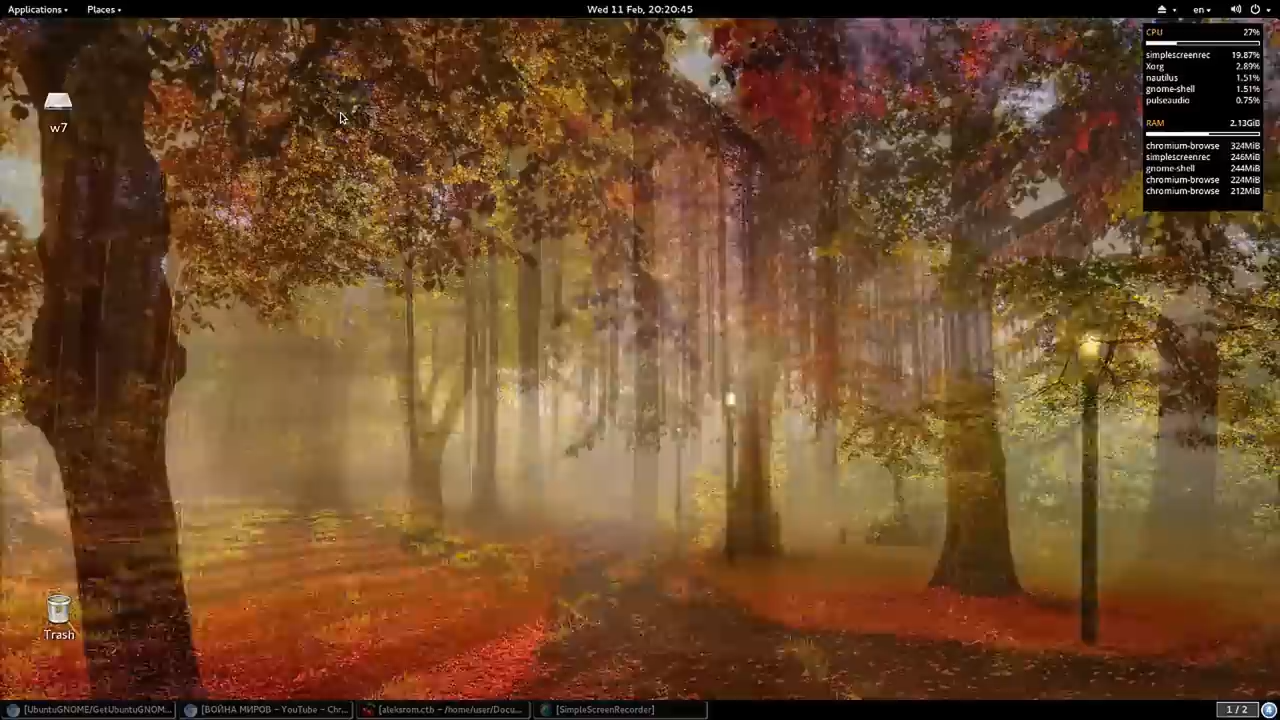 Applications
Places
Wed 11 Feb, 20:20:45
en
CPU 27%
simplescreenrec 19.87%
Xorg 2.89%
nautilus 1.51%
gnome-shell 1.51%
pulseaudio 0.75%
RAM 2.13GiB
chromium-browse 324MiB
simplescreenrec 246MiB
gnome-shell 244MiB
chromium-browse 224MiB
chromium-browse 212MiB
w7
Trash
[UbuntuGNOME/GetUbuntuGNOM...
[ВОЙНА МИРОВ - YouTube - Chr...
[aleksrom.ctb - /home/user/Docu...
[SimpleScreenRecorder]
1 / 2